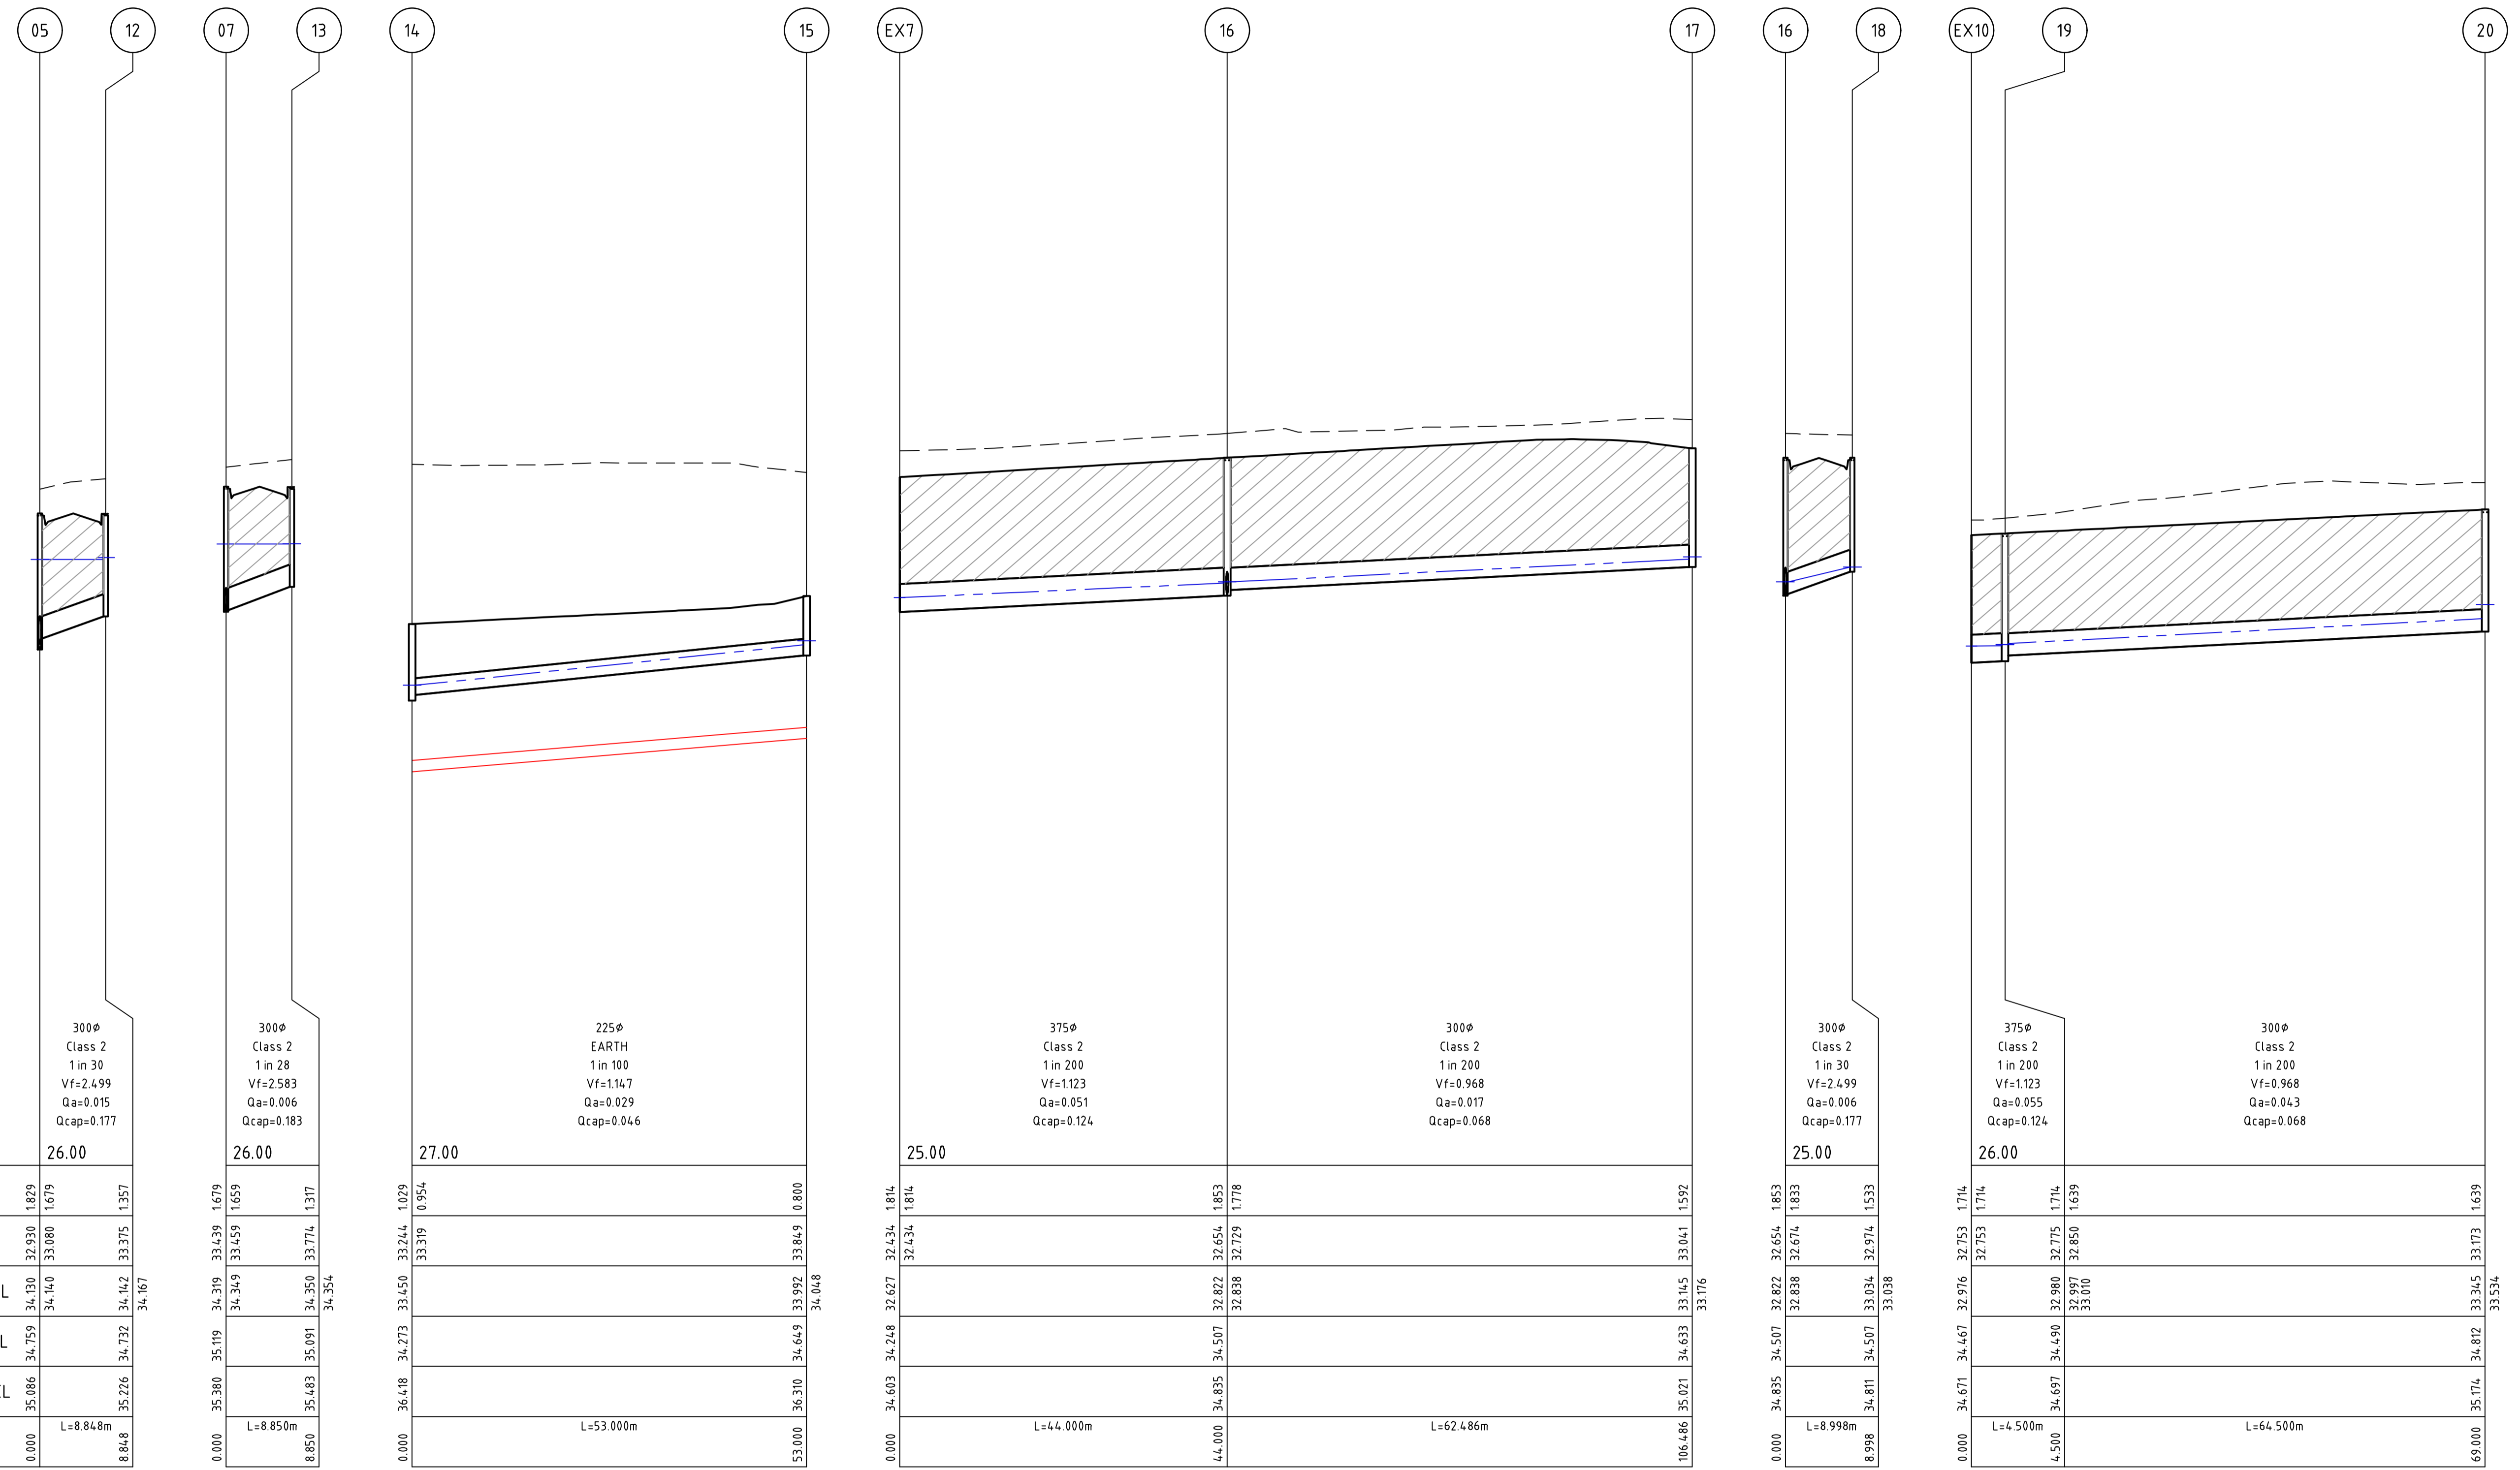 05 12 07 13 14 15 EX7 16 17 16 18 EX10 19 20
300Ø
Class 2
1 in 30
Vf=2.499
Qa=0.015
Qcap=0.177
26.00
300Ø
Class 2
1 in 28
Vf=2.583
Qa=0.006
Qcap=0.183
26.00
225Ø
EARTH
1 in 100
Vf=1.147
Qa=0.029
Qcap=0.046
27.00
375Ø
Class 2
1 in 200
Vf=1.123
Qa=0.051
Qcap=0.124
25.00
300Ø
Class 2
1 in 200
Vf=0.968
Qa=0.017
Qcap=0.068
300Ø
Class 2
1 in 30
Vf=2.499
Qa=0.006
Qcap=0.177
25.00
375Ø
Class 2
1 in 200
Vf=1.123
Qa=0.055
Qcap=0.124
26.00
300Ø
Class 2
1 in 200
Vf=0.968
Qa=0.043
Qcap=0.068
1.829 1.679 1.357 1.679 1.659 1.317 1.029 0.954 0.800 1.814 1.814 1.853 1.778 1.592 1.853 1.833 1.533 1.714 1.714 1.714 1.639 1.639
32.930 33.080 33.375 33.439 33.459 33.774 33.244 33.319 33.849 32.434 32.434 32.654 32.729 33.041 32.654 32.674 32.974 32.753 32.753 32.775 32.850 33.173
L 34.130 34.140 34.142 34.167 34.319 34.349 34.350 34.354 33.450 33.992 34.048 32.627 32.822 32.838 33.145 33.176 32.822 32.838 33.034 33.038 32.976 32.980 32.997 33.010 33.345 33.534
L 34.759 34.732 35.119 35.091 34.273 34.649 34.248 34.507 34.633 34.507 34.507 34.467 34.490 34.812
L 35.086 35.226 35.380 35.483 36.418 36.310 34.603 34.835 35.021 34.835 34.811 34.671 34.697 35.174
L=8.848m L=8.850m L=53.000m L=44.000m L=62.486m L=8.998m L=4.500m L=64.500m
0.000 8.848 0.000 8.850 0.000 53.000 0.000 44.000 106.486 0.000 8.998 0.000 4.500 69.000